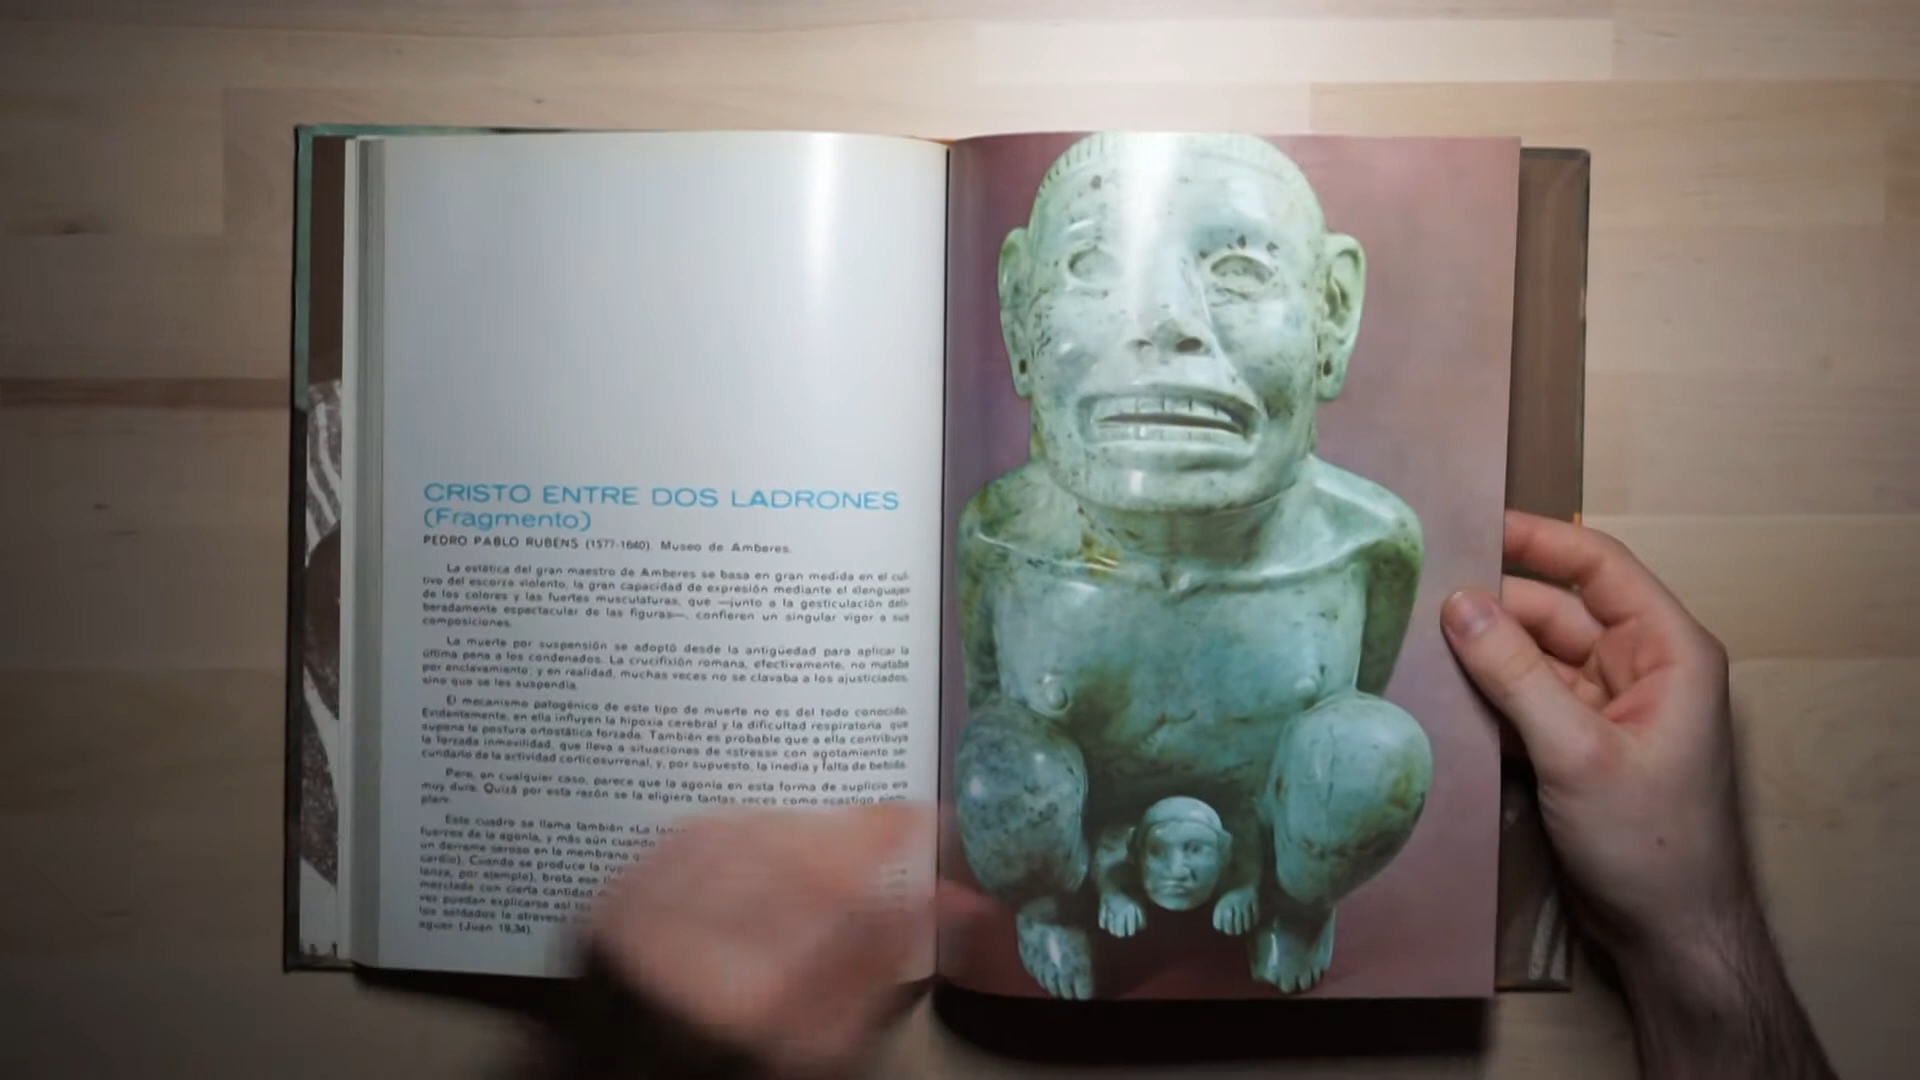 CRISTO ENTRE DOS LADRONES
(Fragmento)
PEDRO PABLO RUBENS (1577-1640). Museo de Amberes.
La estética del gran maestro de Amberes se basa en gran medida en el cul-
tivo del escorzo violento, la gran capacidad de expresión mediante el «lenguaje»
de los colores y las fuertes musculaturas, que —junto a la gesticulación deli-
beradamente espectacular de las figuras—, confieren un singular vigor a sus
composiciones.
La muerte por suspensión se adoptó desde la antigüedad para aplicar la
última pena a los condenados. La crucifixión romana, efectivamente, no mataba
por enclavamiento, y en realidad, muchas veces no se clavaba a los ajusticiados,
sino que se les suspendía.
El mecanismo patogénico de este tipo de muerte no es del todo conocido.
Evidentemente, en ella influyen la hipoxia cerebral y la dificultad respiratoria que
supone la postura ortostática forzada. También es probable que a ella contribuya
la forzada inmovilidad, que lleva a situaciones de «stress» con agotamiento se-
cundario de la actividad corticosurrenal, y, por supuesto, la inedia y falta de bebida.
Pero, en cualquier caso, parece que la agonía en esta forma de suplicio era
muy dura. Quizá por esta razón se la eligiera tantas veces como «castigo ejem-
plar».
Este cuadro se llama también «La
fuerzos de la agonía, y más aún cuando
un derrame seroso en la membrana
cardio). Cuando se produce la
lanza, por ejemplo), brota ese
mezclada con cierta cantidad
vez puedan explicarse así
los soldados le atravesó
agua» (Juan 19,34).